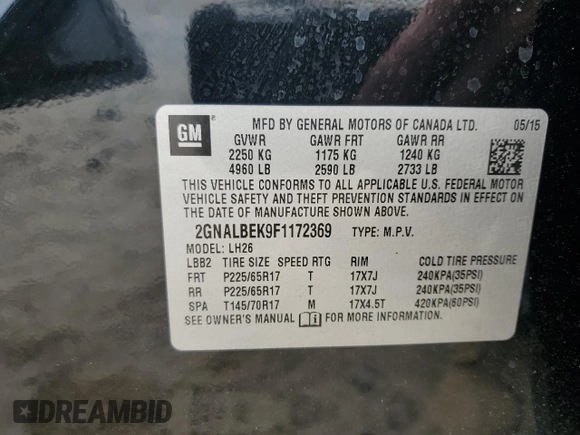 GM
MFD BY GENERAL MOTORS OF CANADA LTD. 05/15
GVWR GAWR FRT GAWR RR
2250 KG 1175 KG 1240 KG
4960 LB 2590 LB 2733 LB
THIS VEHICLE CONFORMS TO ALL APPLICABLE U.S. FEDERAL MOTOR
VEHICLE SAFETY AND THEFT PREVENTION STANDARDS IN EFFECT
ON THE DATE OF MANUFACTURE SHOWN ABOVE.
2GNALBEK9F1172369 TYPE: M.P.V.
MODEL: LH26
LBB2 TIRE SIZE SPEED RTG RIM COLD TIRE PRESSURE
FRT P225/65R17 T 17X7J 240KPA(35PSI)
RR P225/65R17 T 17X7J 240KPA(35PSI)
SPA T145/70R17 M 17X4.5T 420KPA(60PSI)
SEE OWNER'S MANUAL FOR MORE INFORMATION.
DREAMBID